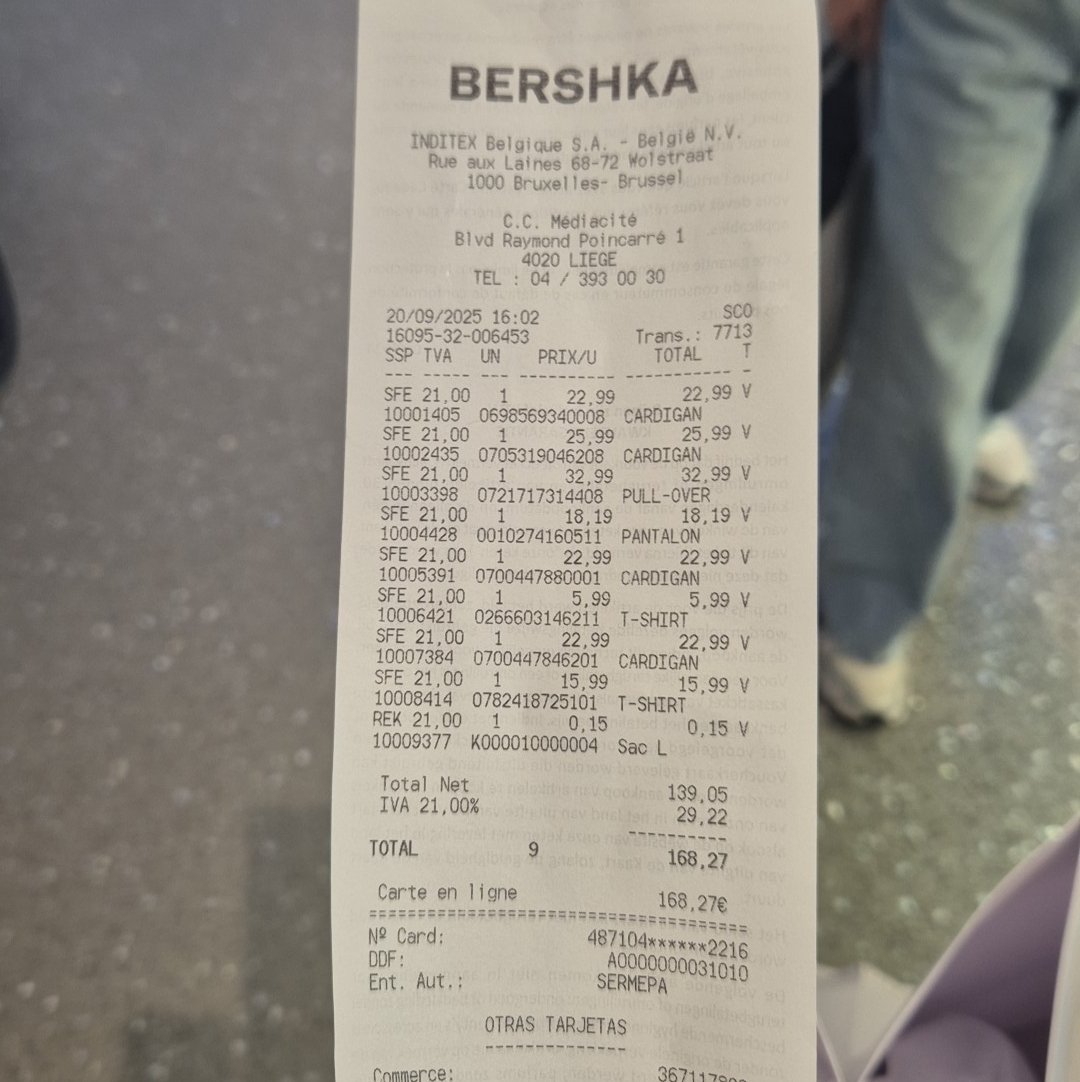 BERSHKA
INDITEX Belgique S.A. - België N.V.
Rue aux Laines 68-72 Wolstraat
1000 Bruxelles- Brussel
C.C. Médiacité
Blvd Raymond Poincarré 1
4020 LIEGE
TEL : 04 / 393 00 30
20/09/2025 16:02 SCO
16095-32-006453 Trans.: 7713
SSP TVA UN PRIX/U TOTAL T
--- ----- --- ---------- ----------- -
SFE 21,00 1 22,99 22,99 V
10001405 0698569340008 CARDIGAN
SFE 21,00 1 25,99 25,99 V
10002435 0705319046208 CARDIGAN
SFE 21,00 1 32,99 32,99 V
10003398 0721717314408 PULL-OVER
SFE 21,00 1 18,19 18,19 V
10004428 0010274160511 PANTALON
SFE 21,00 1 22,99 22,99 V
10005391 0700447880001 CARDIGAN
SFE 21,00 1 5,99 5,99 V
10006421 0266603146211 T-SHIRT
SFE 21,00 1 22,99 22,99 V
10007384 0700447846201 CARDIGAN
SFE 21,00 1 15,99 15,99 V
10008414 0782418725101 T-SHIRT
REK 21,00 1 0,15 0,15 V
10009377 K000010000004 Sac L
Total Net 139,05
IVA 21,00% 29,22
----------
TOTAL 9 168,27
Carte en ligne 168,27€
======================================
Nº Card: 487104******2216
DDF: A0000000031010
Ent. Aut.: SERMEPA
OTRAS TARJETAS
--------------
Commerce: